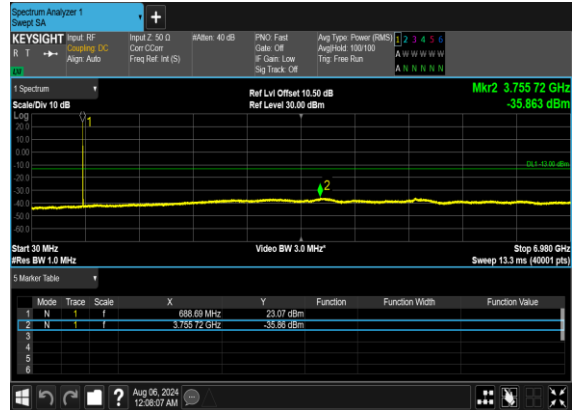 Spectrum Analyzer 1
Swept SA
+
KEYSIGHT Input: RF Input Z: 50 Ω #Atten: 40 dB PNO: Fast Avg Type: Power (RMS) 1 2 3 4 5 6
R T Coupling: DC Corr CCorr Gate: Off Avg|Hold: 100/100 A W W W W W
Align: Auto Freq Ref: Int (S) IF Gain: Low Trig: Free Run
Sig Track: Off A N N N N N
1 Spectrum Ref Lvl Offset 10.50 dB Mkr2 3.755 72 GHz
Scale/Div 10 dB Ref Level 30.00 dBm -35.863 dBm
Log
1
20.0
10.0
0.00
-10.0
DL1 -13.00 dBm
-20.0
-30.0
2
-40.0
-50.0
-60.0
Start 30 MHz Video BW 3.0 MHz* Stop 6.980 GHz
#Res BW 1.0 MHz Sweep 13.3 ms (40001 pts)
5 Marker Table
Mode Trace Scale X Y Function Function Width Function Value
1 N 1 f 688.69 MHz 23.07 dBm
2 N 1 f 3.755 72 GHz -35.86 dBm
3
4
5
6
? Aug 06, 2024
12:08:07 AM